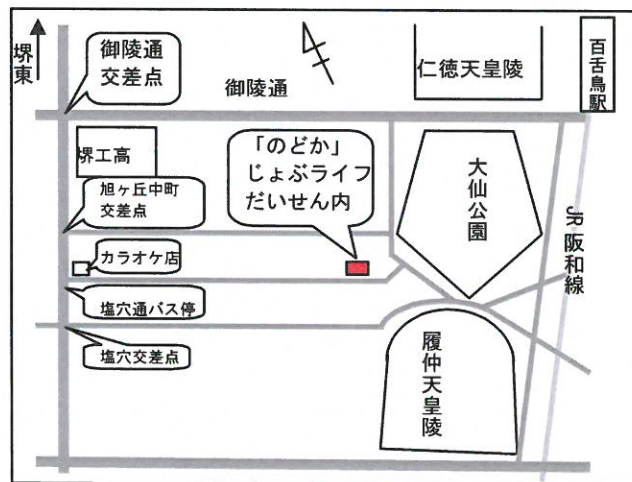 堺東
御陵通
交差点
御陵通
仁徳天皇陵
百舌鳥駅
堺工高
「のどか」
じょぶライフ
だいせん内
大仙公園
旭ヶ丘中町
交差点
カラオケ店
JR 阪和線
塩穴通バス停
塩穴交差点
履仲天皇陵